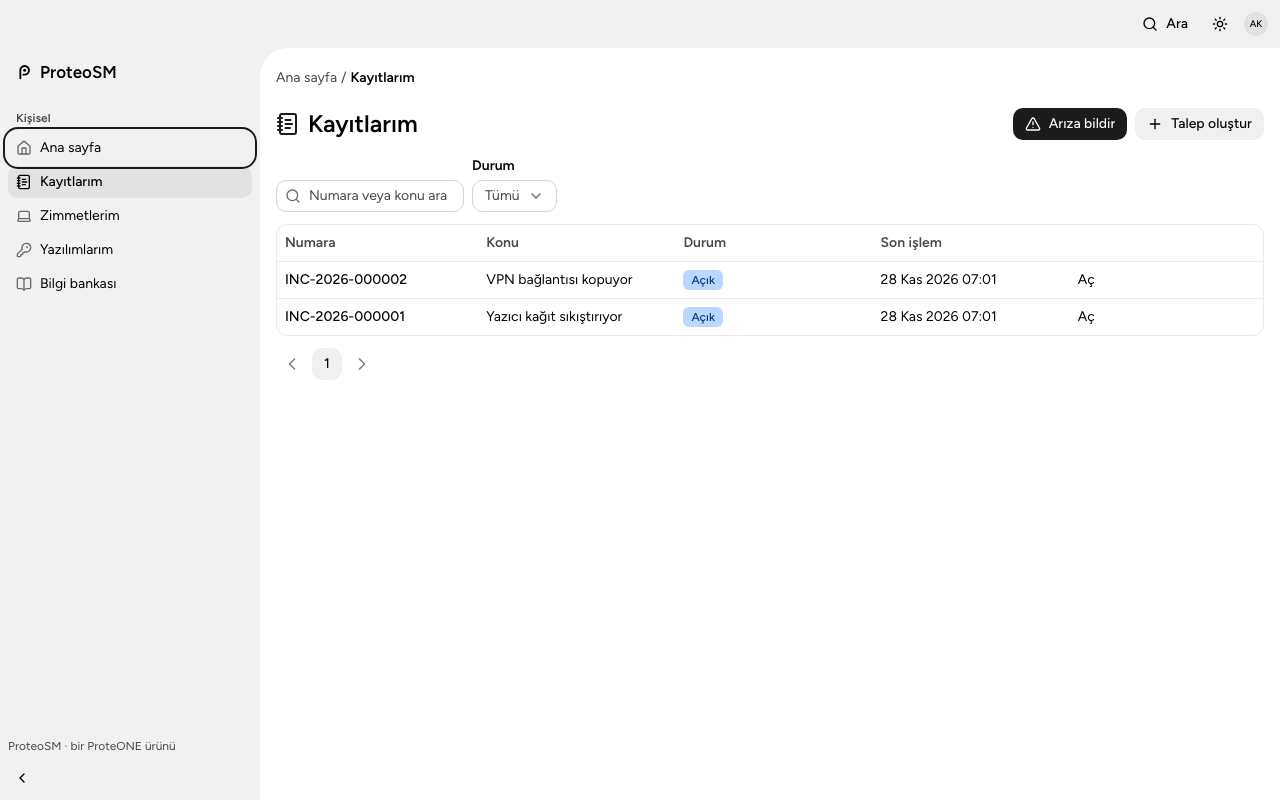 Ara
AK
ProteoSM
Kişisel
Ana sayfa
Kayıtlarım
Zimmetlerim
Yazılımlarım
Bilgi bankası
ProteoSM · bir ProteONE ürünü
Ana sayfa / Kayıtlarım
Kayıtlarım
Arıza bildir
Talep oluştur
Durum
Numara veya konu ara
Tümü
Numara Konu Durum Son işlem
INC-2026-000002 VPN bağlantısı kopuyor Açık 28 Kas 2026 07:01 Aç
INC-2026-000001 Yazıcı kağıt sıkıştırıyor Açık 28 Kas 2026 07:01 Aç
1